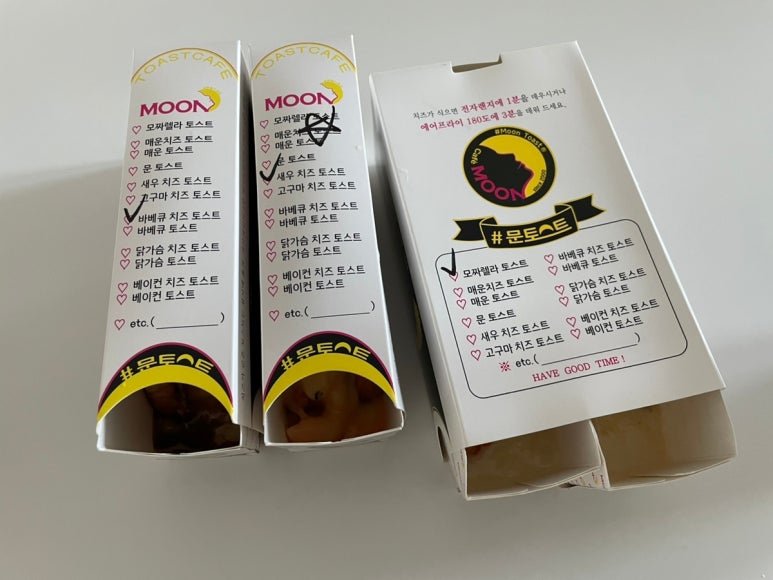 TOASTCAFE
MOON
모짜렐라 토스트
매운치즈 토스트
매운 토스트
문 토스트
새우 치즈 토스트
고구마 치즈 토스트
바베큐 치즈 토스트
바베큐 토스트
닭가슴 치즈 토스트
닭가슴 토스트
베이컨 치즈 토스트
베이컨 토스트
etc.(__________)
#문토스트
TOASTCAFE
MOON
모짜렐라 토스트
매운치즈 토스트
매운 토스트
문 토스트
새우 치즈 토스트
고구마 치즈 토스트
바베큐 치즈 토스트
바베큐 토스트
닭가슴 치즈 토스트
닭가슴 토스트
베이컨 치즈 토스트
베이컨 토스트
etc.(__________)
#문토스트
치즈가 식으면 전자렌지에 1분을 데우시거나
에어프라이 180도에 3분을 데워 드세요.
#Moon Toast®
Café
MOON
Since 2010
#문토스트
모짜렐라 토스트
매운치즈 토스트
매운 토스트
문 토스트
새우 치즈 토스트
고구마 치즈 토스트
바베큐 치즈 토스트
바베큐 토스트
닭가슴 치즈 토스트
닭가슴 토스트
베이컨 치즈 토스트
베이컨 토스트
※ etc.(__________)
HAVE GOOD TIME!